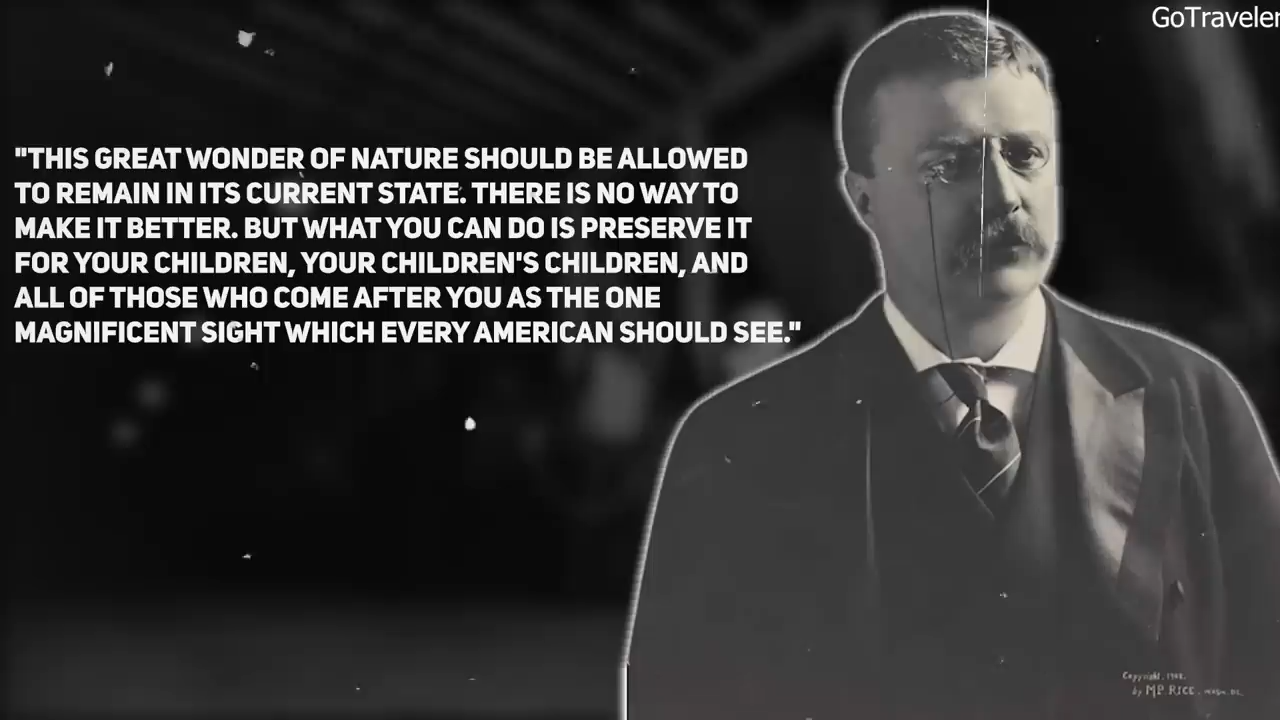 GoTraveler
"THIS GREAT WONDER OF NATURE SHOULD BE ALLOWED
TO REMAIN IN ITS CURRENT STATE. THERE IS NO WAY TO
MAKE IT BETTER. BUT WHAT YOU CAN DO IS PRESERVE IT
FOR YOUR CHILDREN, YOUR CHILDREN'S CHILDREN, AND
ALL OF THOSE WHO COME AFTER YOU AS THE ONE
MAGNIFICENT SIGHT WHICH EVERY AMERICAN SHOULD SEE."
Copyright
by M.P. RICE.